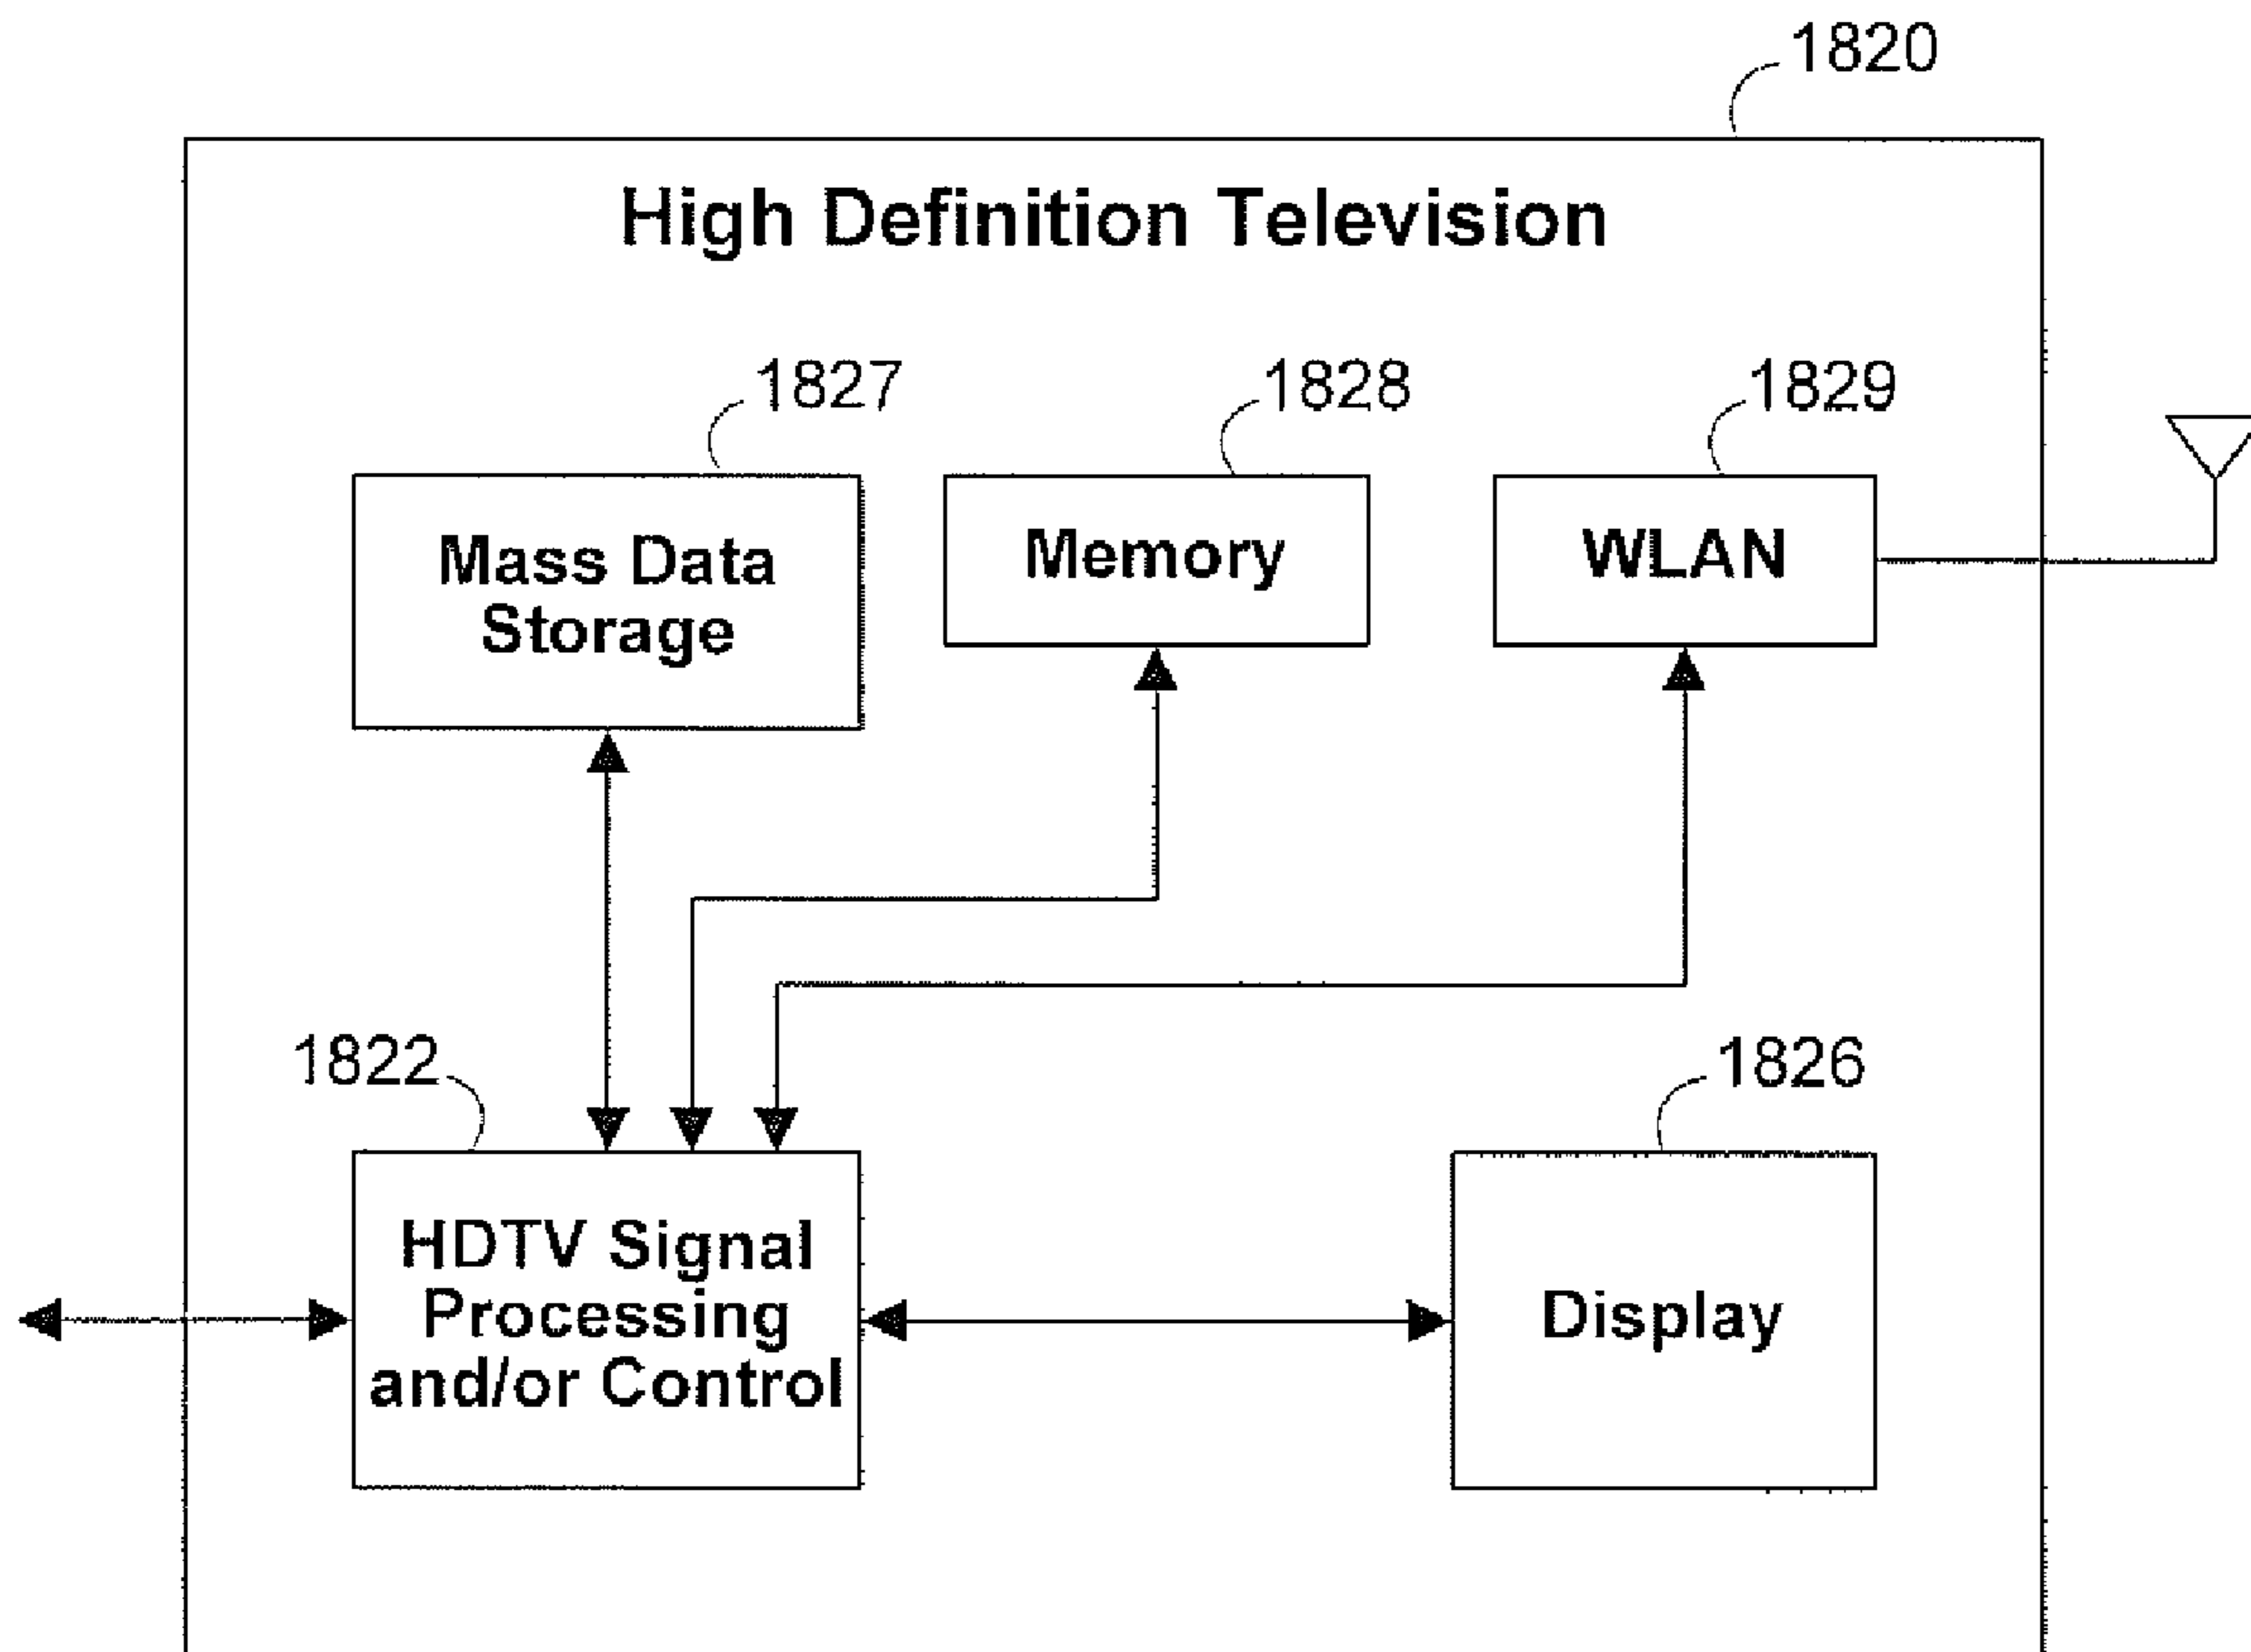 1820
High Definition Television
1827
1828
1829
Mass Data
Storage
Memory
WLAN
1822
1826
HDTV Signal
Processing
and/or Control
Display